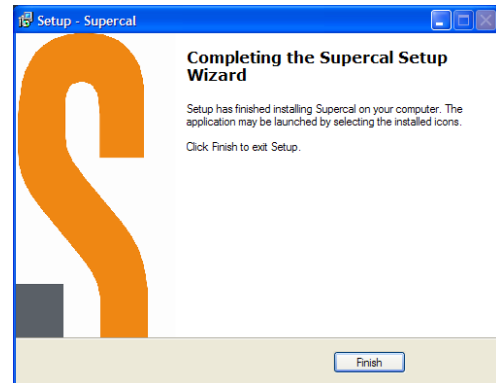 Setup - Supercal
Completing the Supercal Setup
Wizard
Setup has finished installing Supercal on your computer. The
application may be launched by selecting the installed icons.
Click Finish to exit Setup.
Finish